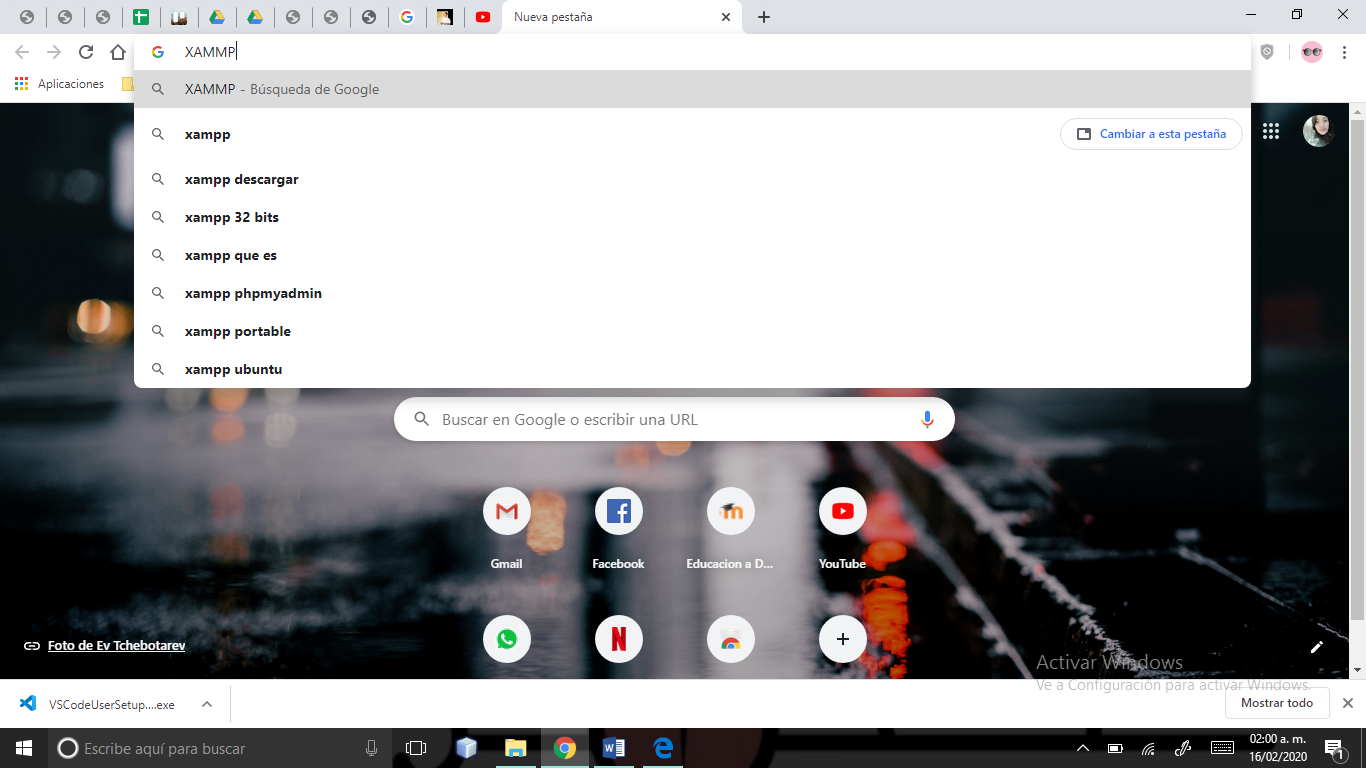 Nueva pestaña
XAMMP
Aplicaciones
XAMMP - Búsqueda de Google
xampp
Cambiar a esta pestaña
xampp descargar
xampp 32 bits
xampp que es
xampp phpmyadmin
xampp portable
xampp ubuntu
Buscar en Google o escribir una URL
Gmail
Facebook
Educacion a D...
YouTube
Foto de Ev Tchebotarev
Activar Windows
Ve a Configuración para activar Windows.
VSCodeUserSetup....exe
Mostrar todo
Escribe aquí para buscar
02:00 a. m.
16/02/2020
1